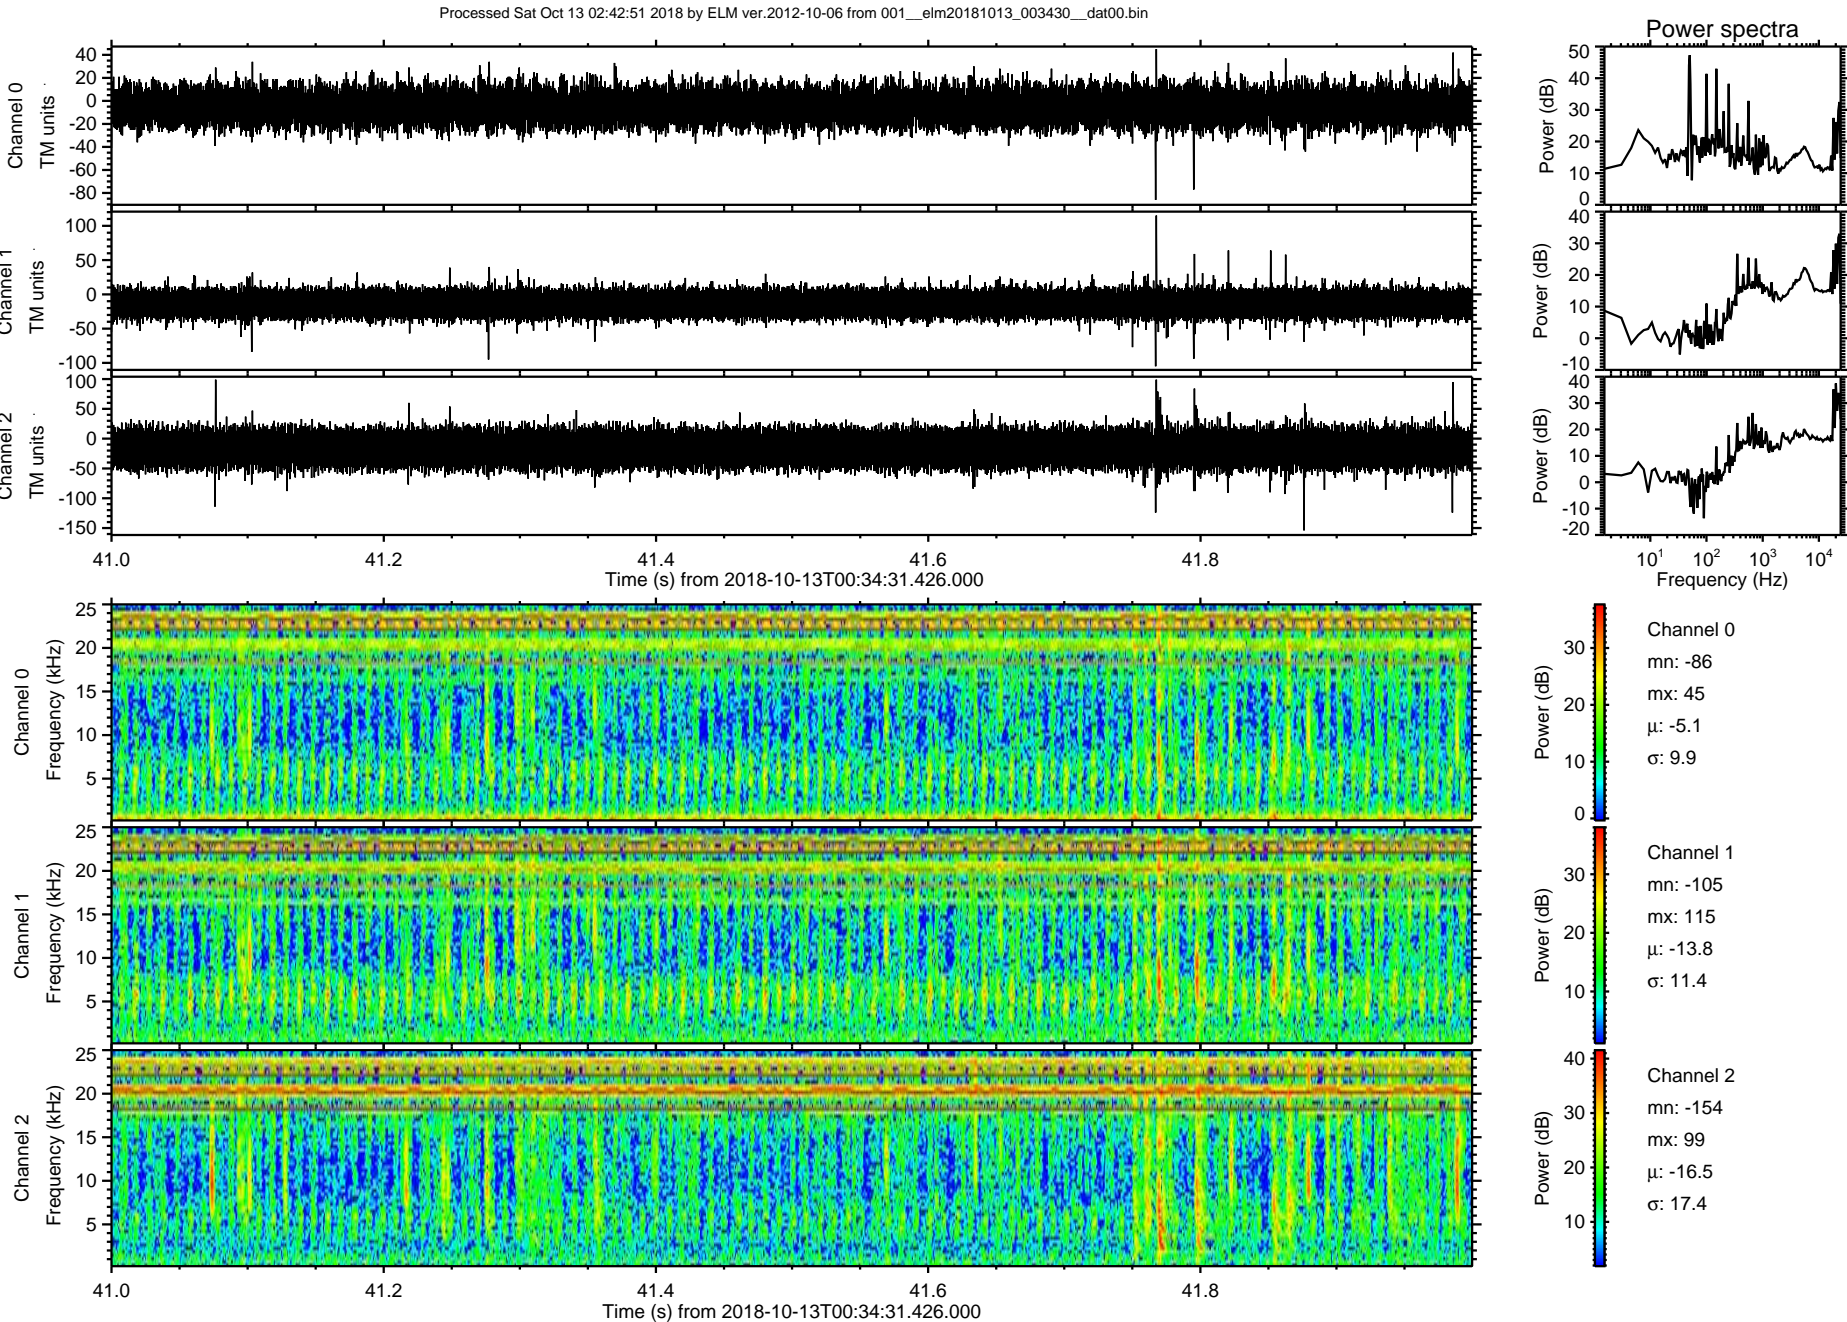 Processed Sat Oct 13 02:42:51 2018 by ELM ver.2012-10-06 from 001__elm20181013_003430__dat00.bin
Power spectra
Channel 0
TM units
40
20
0
-20
-40
-60
-80
Power (dB)
50
40
30
20
10
0
Channel 1
TM units
100
50
0
-50
-100
Power (dB)
40
30
20
10
0
-10
Channel 2
TM units
100
50
0
-50
-100
-150
Power (dB)
40
30
20
10
0
-10
-20
41.0 41.2 41.4 41.6 41.8
Time (s) from 2018-10-13T00:34:31.426.000
10^1 10^2 10^3 10^4
Frequency (Hz)
Channel 0
Frequency (kHz)
25
20
15
10
5
Power (dB)
30
20
10
0
Channel 0
mn: -86
mx: 45
μ: -5.1
σ: 9.9
Channel 1
Frequency (kHz)
25
20
15
10
5
Power (dB)
30
20
10
Channel 1
mn: -105
mx: 115
μ: -13.8
σ: 11.4
Channel 2
Frequency (kHz)
25
20
15
10
5
Power (dB)
40
30
20
10
Channel 2
mn: -154
mx: 99
μ: -16.5
σ: 17.4
41.0 41.2 41.4 41.6 41.8
Time (s) from 2018-10-13T00:34:31.426.000